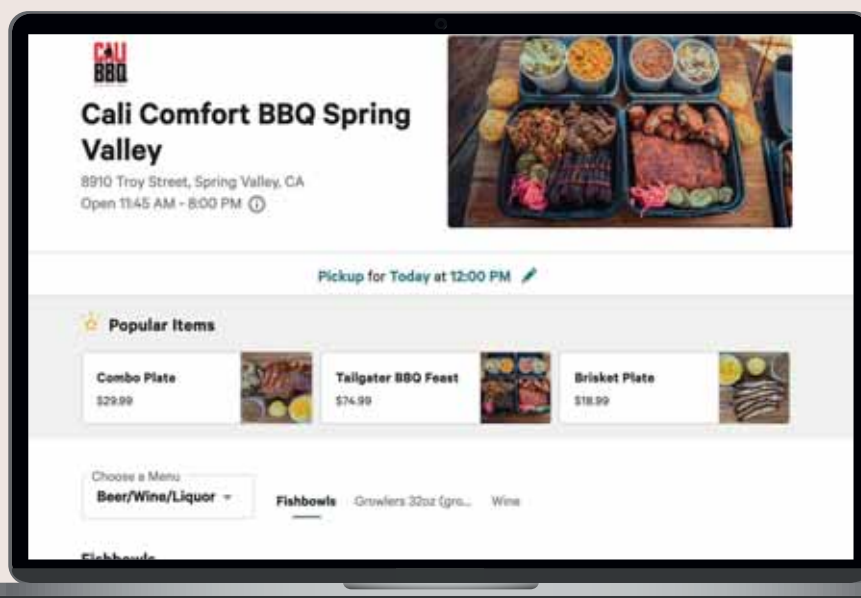 CALI
BBQ
Cali Comfort BBQ Spring
Valley
8910 Troy Street, Spring Valley, CA
Open 11:45 AM - 8:00 PM
Pickup for Today at 12:00 PM
Popular Items
Combo Plate
$29.99
Tailgater BBQ Feast
$74.99
Brisket Plate
$18.99
Choose a Menu
Beer/Wine/Liquor
Fishbowls Growlers 32oz (gro... Wine
Fishbowls